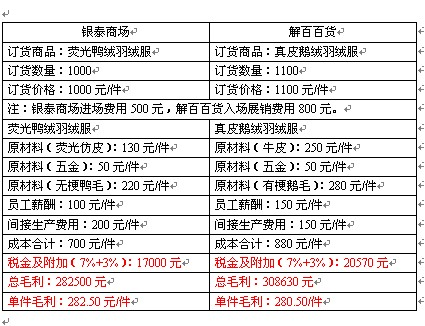 银泰商场 解百百货
订货商品：荧光鸭绒羽绒服 订货商品：真皮鹅绒羽绒服
订货数量：1000 订货数量：1100
订货价格：1000 元/件 订货价格：1100 元/件
注：银泰商场进场费用 500 元，解百百货入场展销费用 800 元。
荧光鸭绒羽绒服 真皮鹅绒羽绒服
原材料（荧光仿皮）：130 元/件 原材料（牛皮）：250 元/件
原材料（五金）：50 元/件 原材料（五金）：50 元/件
原材料（无梗鸭毛）：220 元/件 原材料（有梗鹅毛）：280 元/件
员工薪酬：100 元/件 员工薪酬：150 元/件
间接生产费用：200 元/件 间接生产费用：150 元/件
成本合计：700 元/件 成本合计：880 元/件
税金及附加（7%+3%）：17000 元 税金及附加（7%+3%）：20570 元
总毛利：282500 元 总毛利：308630 元
单件毛利：282.50 元/件 单件毛利：280.50/件